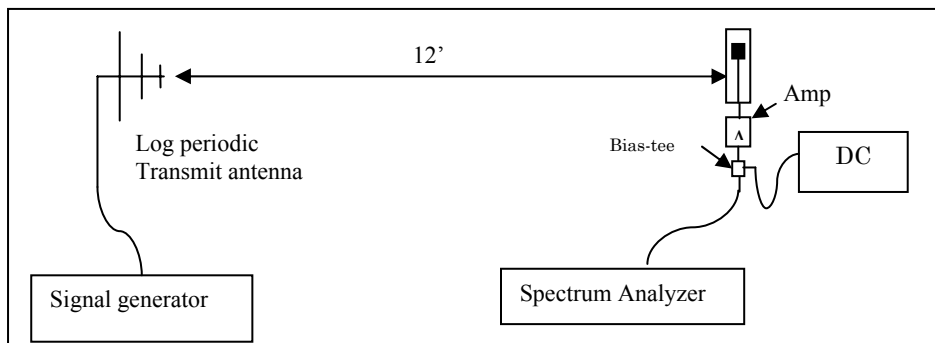 12’
Amp
Log periodic
Transmit antenna
Bias-tee
DC
Signal generator
Spectrum Analyzer